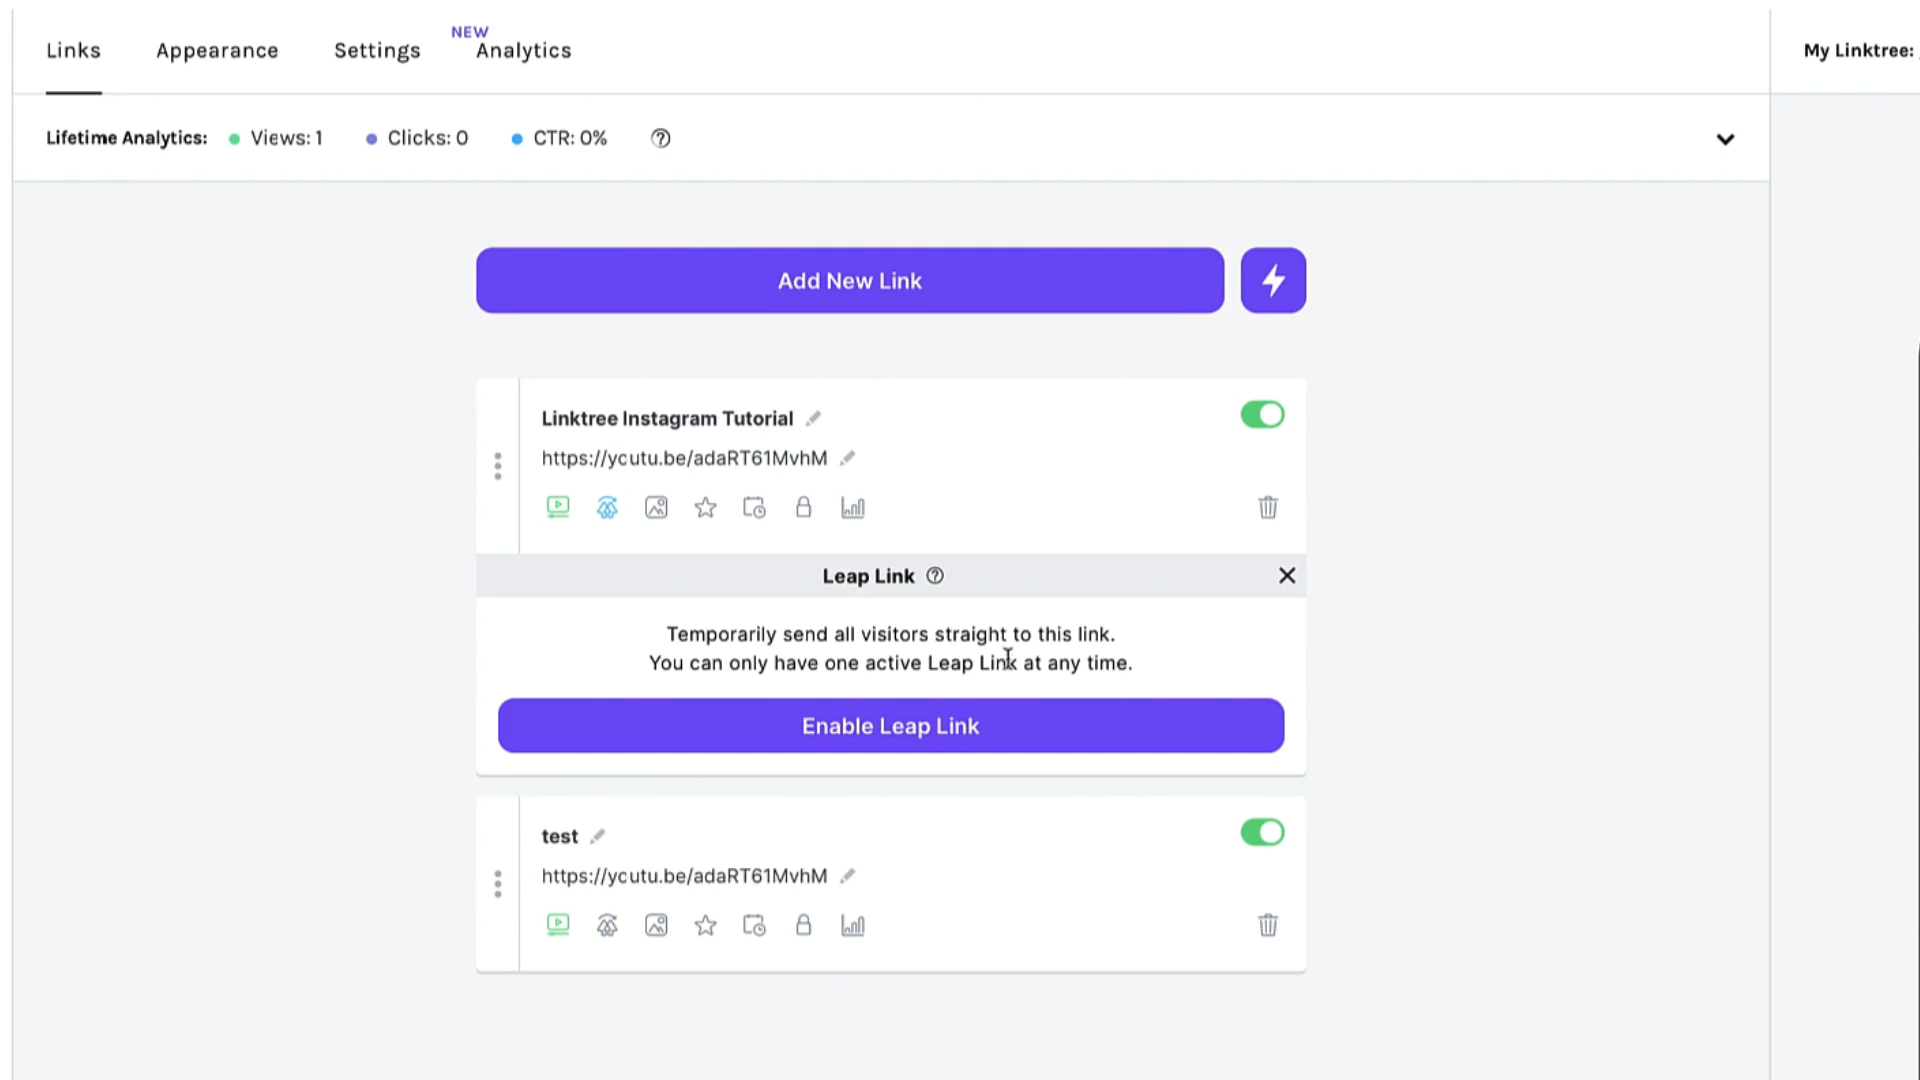 NEW
Links Appearance Settings Analytics
My Linktree:
Lifetime Analytics: Views: 1 Clicks: 0 CTR: 0%
Add New Link
Linktree Instagram Tutorial
https://youtu.be/adaRT61MvhM
Leap Link
Temporarily send all visitors straight to this link.
You can only have one active Leap Link at any time.
Enable Leap Link
test
https://youtu.be/adaRT61MvhM